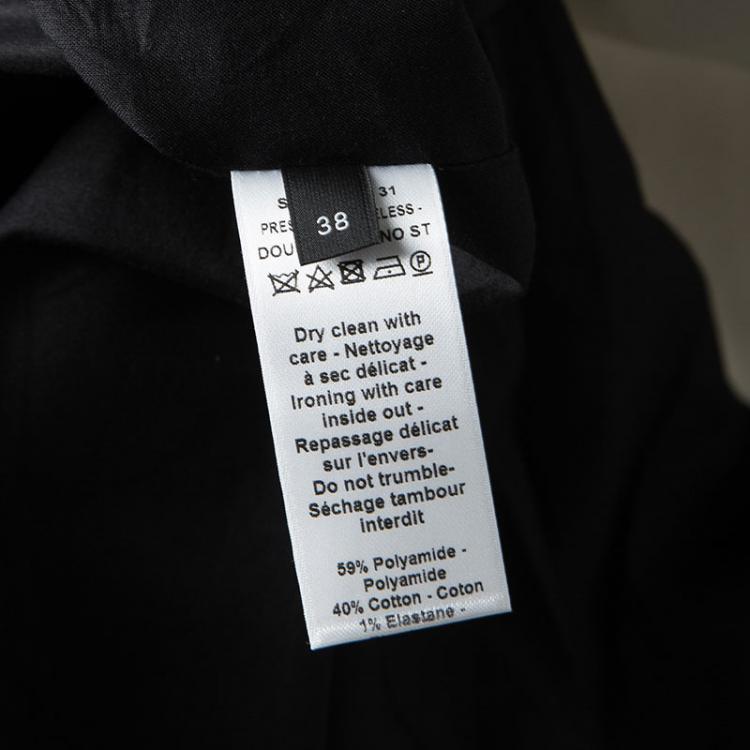 38
31
Dry clean with
care - Nettoyage
à sec délicat -
Ironing with care
inside out -
Repassage délicat
sur l'envers-
Do not trumble-
Séchage tambour
interdit
59% Polyamide -
Polyamide
40% Cotton - Coton
1% Elastane -